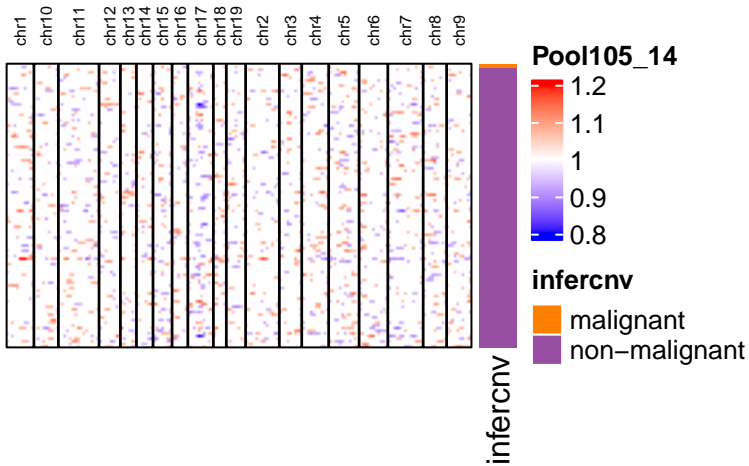 chr1 chr10 chr11 chr12 chr13 chr14 chr15 chr16 chr17 chr18 chr19 chr2 chr3 chr4 chr5 chr6 chr7 chr8 chr9
Pool105_14
1.2
1.1
1
0.9
0.8
infercnv
malignant
non−malignant
infercnv